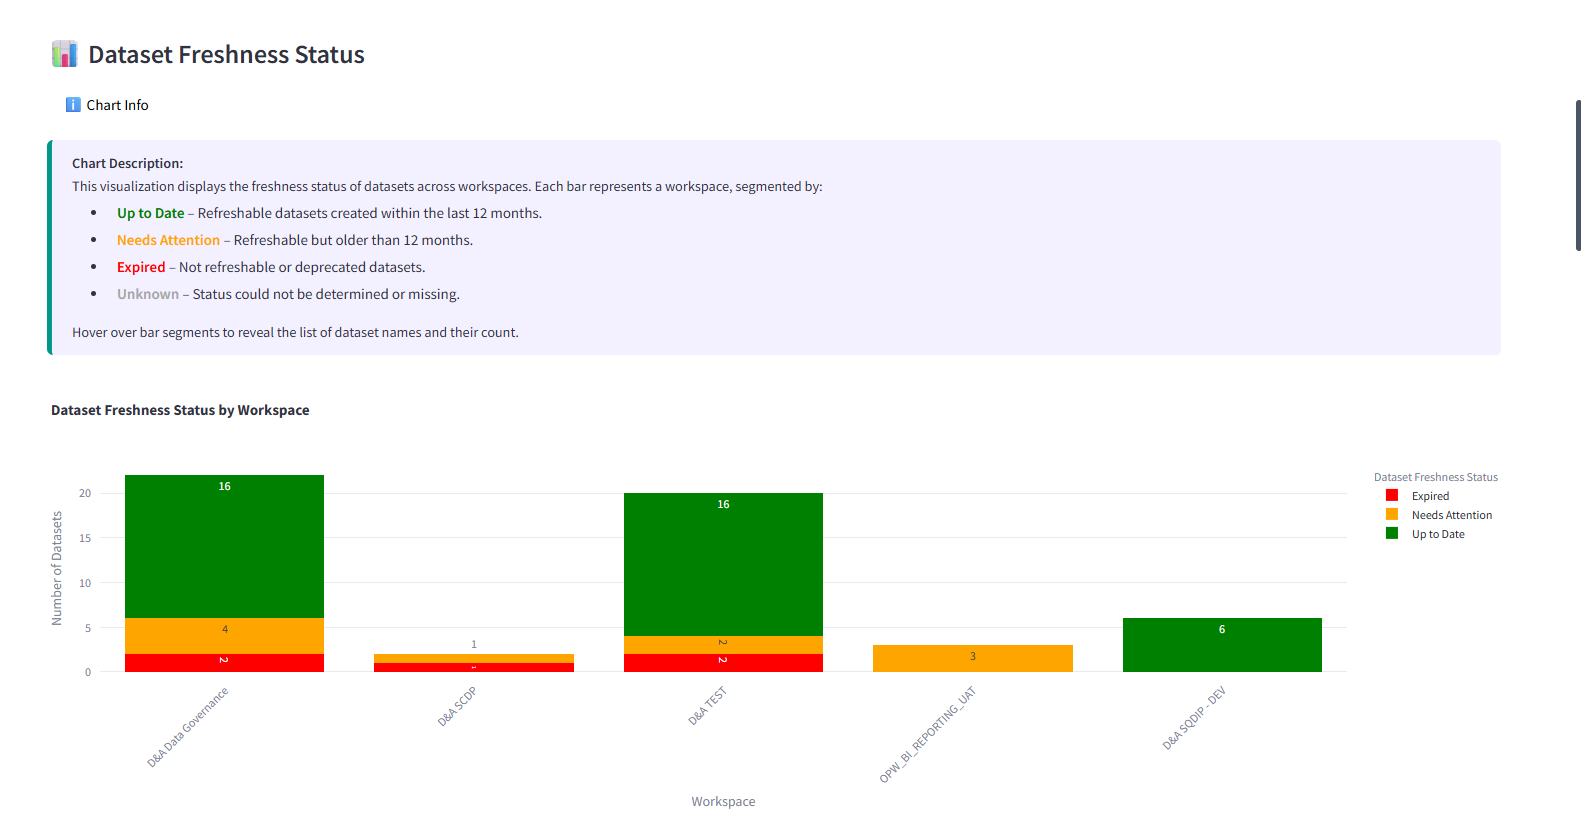 Dataset Freshness Status
Chart Info
Chart Description:
This visualization displays the freshness status of datasets across workspaces. Each bar represents a workspace, segmented by:
• Up to Date – Refreshable datasets created within the last 12 months.
• Needs Attention – Refreshable but older than 12 months.
• Expired – Not refreshable or deprecated datasets.
• Unknown – Status could not be determined or missing.
Hover over bar segments to reveal the list of dataset names and their count.
Dataset Freshness Status by Workspace
Number of Datasets
20
15
10
5
0
16
4
2
1
1
16
2
2
3
6
D&A Data Governance
D&A SCDP
D&A TEST
OPW_BI_REPORTING_UAT
D&A SQDIP - DEV
Workspace
Dataset Freshness Status
Expired
Needs Attention
Up to Date